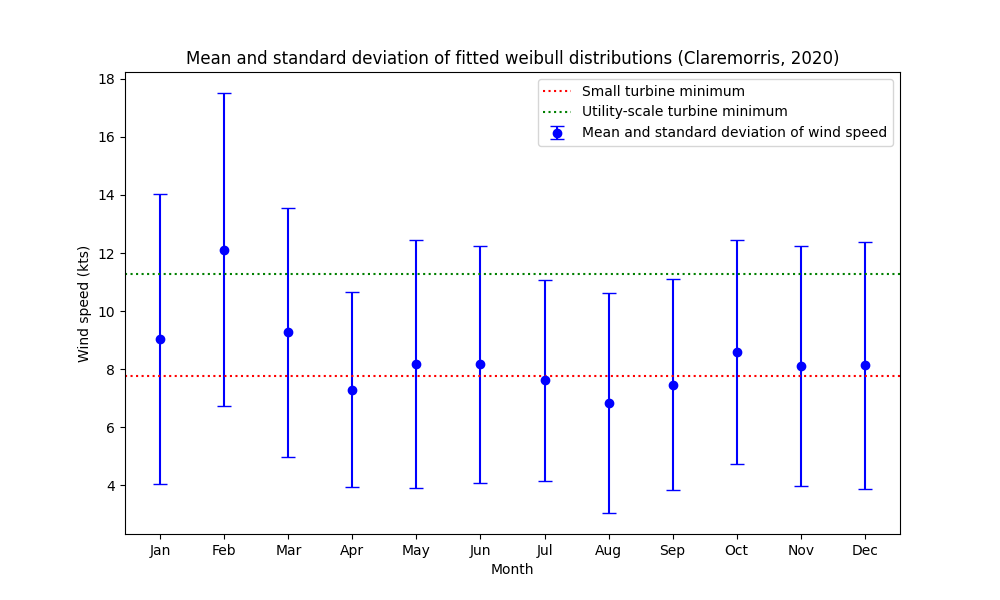 Mean and standard deviation of fitted weibull distributions (Claremorris, 2020)
Small turbine minimum
Utility-scale turbine minimum
Mean and standard deviation of wind speed
Wind speed (kts)
18
16
14
12
10
8
6
4
Jan Feb Mar Apr May Jun Jul Aug Sep Oct Nov Dec
Month